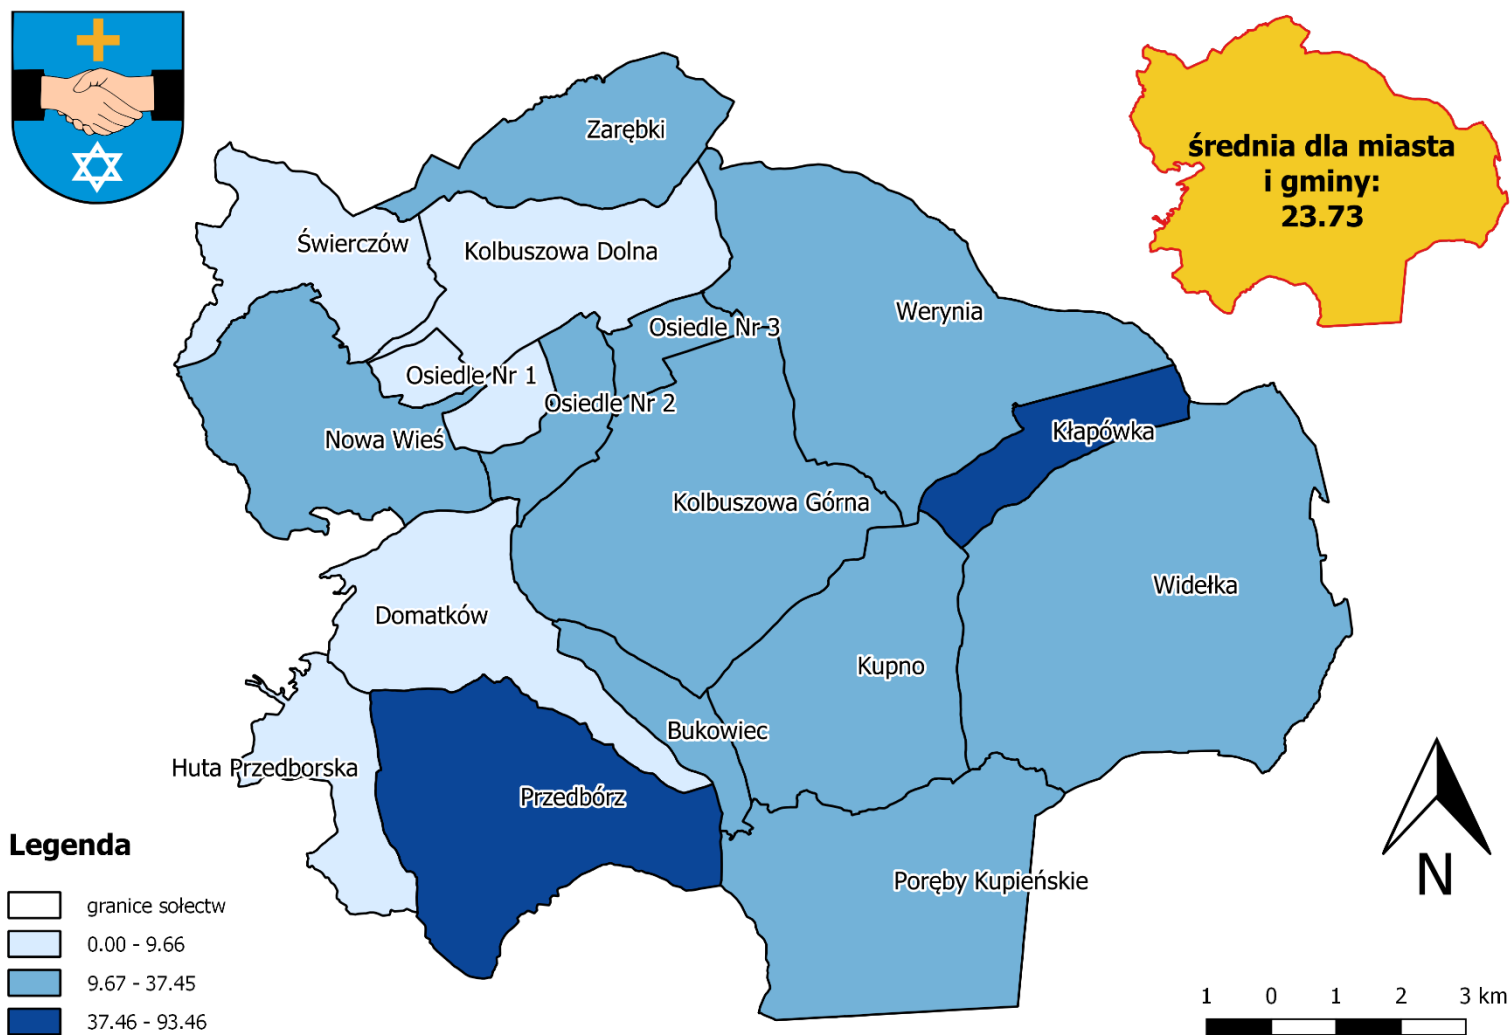 Zarębki
średnia dla miasta
i gminy:
23.73
Świerczów
Kolbuszowa Dolna
Werynia
Osiedle Nr 3
Osiedle Nr 1
Osiedle Nr 2
Kłapówka
Nowa Wieś
Kolbuszowa Górna
Widełka
Domatków
Kupno
Bukowiec
Huta Przedborska
Przedbórz
Poręby Kupieńskie
N
Legenda
granice sołectw
0.00 - 9.66
9.67 - 37.45
37.46 - 93.46
1 0 1 2 3 km